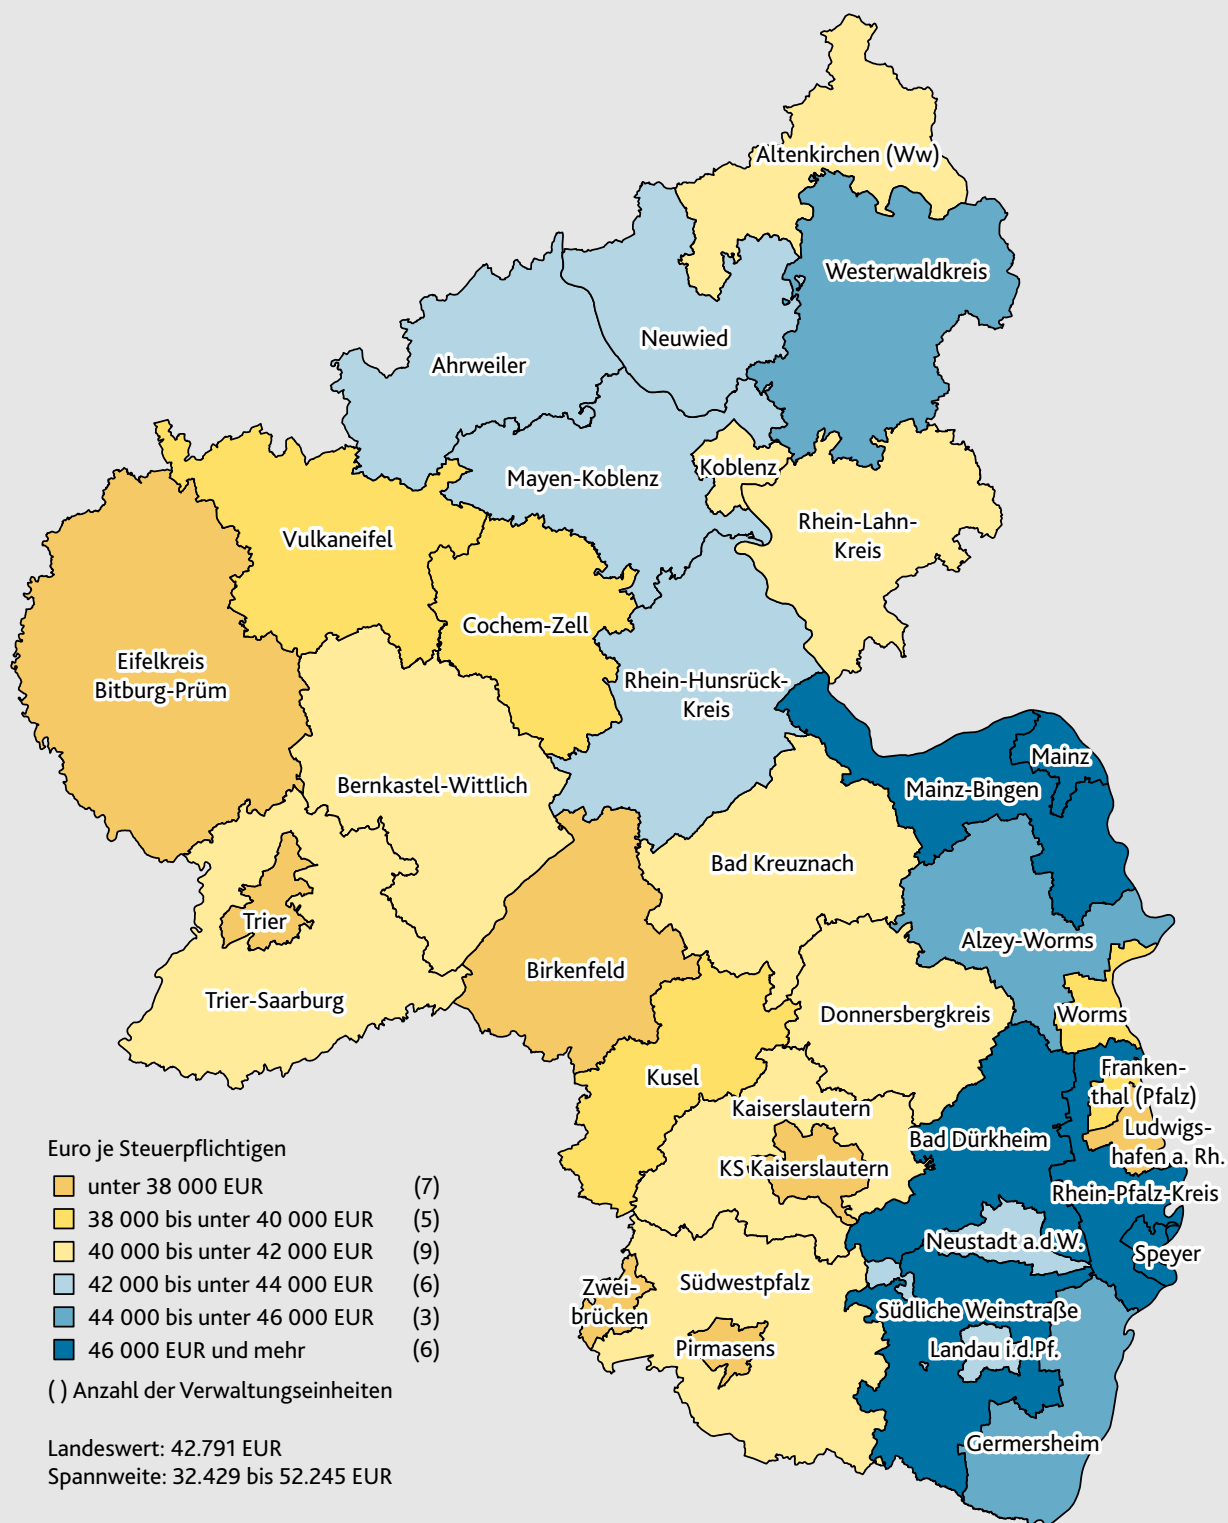 Altenkirchen (Ww)
Westerwaldkreis
Neuwied
Ahrweiler
Koblenz
Mayen-Koblenz
Rhein-Lahn-
Kreis
Vulkaneifel
Cochem-Zell
Eifelkreis
Bitburg-Prüm
Rhein-Hunsrück-
Kreis
Mainz
Bernkastel-Wittlich
Mainz-Bingen
Bad Kreuznach
Trier
Alzey-Worms
Birkenfeld
Trier-Saarburg
Donnersbergkreis
Worms
Kusel
Franken-
thal (Pfalz)
Kaiserslautern
Ludwigs-
hafen a. Rh.
Bad Dürkheim
KS Kaiserslautern
Rhein-Pfalz-Kreis
Neustadt a.d.W.
Speyer
Zwei-
brücken
Südwestpfalz
Südliche Weinstraße
Pirmasens
Landau i.d.Pf.
Germersheim
Euro je Steuerpflichtigen
unter 38 000 EUR (7)
38 000 bis unter 40 000 EUR (5)
40 000 bis unter 42 000 EUR (9)
42 000 bis unter 44 000 EUR (6)
44 000 bis unter 46 000 EUR (3)
46 000 EUR und mehr (6)
( ) Anzahl der Verwaltungseinheiten
Landeswert: 42.791 EUR
Spannweite: 32.429 bis 52.245 EUR